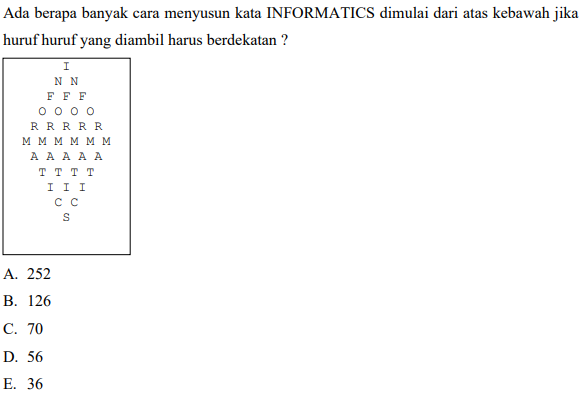 Ada berapa banyak cara menyusun kata INFORMATICS dimulai dari atas kebawah jika
huruf huruf yang diambil harus berdekatan ?
I
N N
F F F
O O O O
R R R R R
M M M M M M
A A A A A
T T T T
I I I
C C
S
A. 252
B. 126
C. 70
D. 56
E. 36